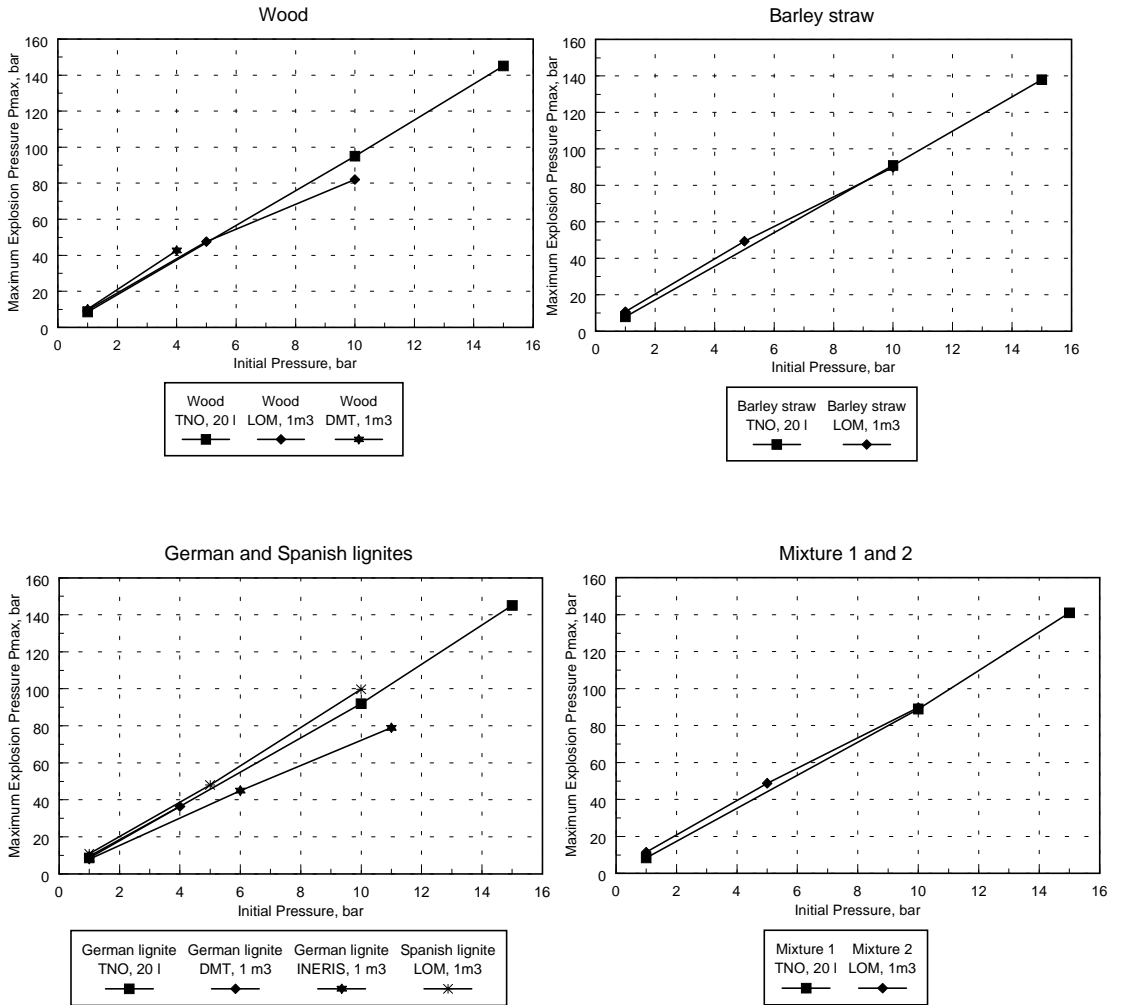 Wood
Maximum Explosion Pressure Pmax, bar
160
140
120
100
80
60
40
20
0
0 2 4 6 8 10 12 14 16
Initial Pressure, bar
Wood Wood Wood
TNO, 20 l LOM, 1m3 DMT, 1m3
Barley straw
Maximum Explosion Pressure Pmax, bar
160
140
120
100
80
60
40
20
0
0 2 4 6 8 10 12 14 16
Initial Pressure, bar
Barley straw Barley straw
TNO, 20 l LOM, 1m3
German and Spanish lignites
Maximum Explosion Pressure Pmax, bar
160
140
120
100
80
60
40
20
0
0 2 4 6 8 10 12 14 16
Initial Pressure, bar
German lignite German lignite German lignite Spanish lignite
TNO, 20 l DMT, 1 m3 INERIS, 1 m3 LOM, 1m3
Mixture 1 and 2
Maximum Explosion Pressure Pmax, bar
160
140
120
100
80
60
40
20
0
0 2 4 6 8 10 12 14 16
Initial Pressure, bar
Mixture 1 Mixture 2
TNO, 20 l LOM, 1m3